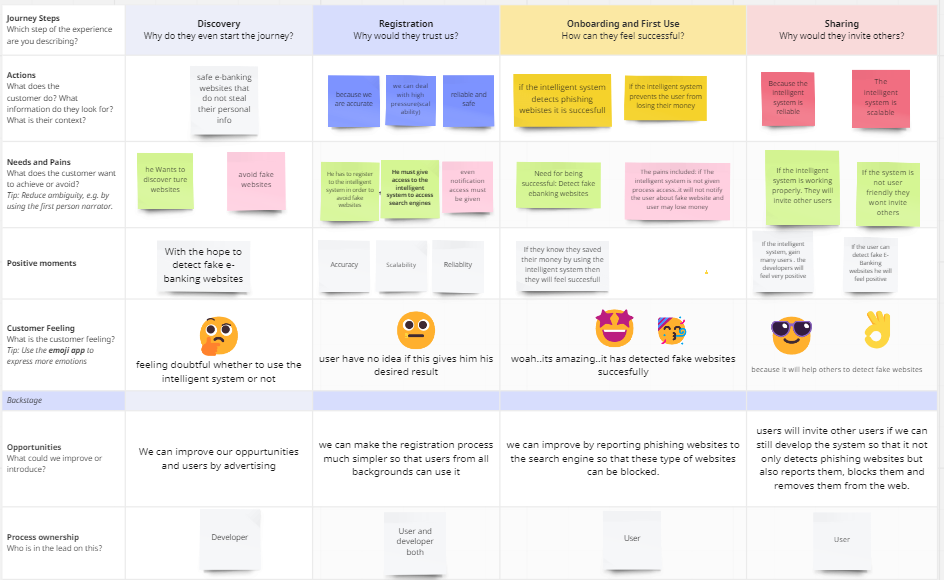 Journey Steps
Which step of the experience
are you describing?
Discovery
Why do they even start the journey?
Registration
Why would they trust us?
Onboarding and First Use
How can they feel successful?
Sharing
Why would they invite others?
Actions
What does the
customer do? What
information do they look for?
What is their context?
safe e-banking
websites that
do not steal
their personal
info
because we
are accurate
we can deal
with high
pressure(scal
ability)
reliable and
safe
if the intelligent system
detects phishing
webistes it is succesfull
if the intelligent system
prevents the user from
losing their money
Because the
intelligent
system is
reliable
The
intelligent
system is
scalable
Needs and Pains
What does the customer want
to achieve or avoid?
Tip: Reduce ambiguity, e.g. by
using the first person narrator.
he Wants to
discover ture
websites
avoid fake
websites
He has to register
to the intelligent
system in order to
avoid fake
websites
He must give
access to the
intelligent
system to access
search engines
even
notification
access must
be given
Need for being
successful: Detect fake
ebanking websites
The pains included: if The
intelligent system is not given
process access..it will not notify
the user about fake website and
user may lose money
If the intelligent
system is working
properly. They will
invite other users
If the system is
not user
friendly they
wont invite
others
Positive moments
With the hope to
detect fake e-
banking websites
Accuracy
Scalability
Reliablity
If they know they saved
their money by using the
intelligent system then
they will feel succesfull
If the intelligent
system, gain
many users , the
developers will
feel very positive
If the user can
detect fake E-
Banking
websites he will
feel positive
Customer Feeling
What is the customer feeling?
Tip: Use the emoji app to
express more emotions
feeling doubtful whether to use the
intelligent system or not
user have no idea if this gives him his
desired result
woah..its amazing..it has detected fake websites
succesfully
because it will help others to detect fake websites
Backstage
Opportunities
What could we improve or
introduce?
We can improve our oppurtunities
and users by advertising
we can make the registration process
much simpler so that users from all
backgrounds can use it
we can improve by reporting phishing websites to
the search engine so that these type of websites
can be blocked.
users will invite other users if we can
still develop the system so that it not
only detects phishing websites but
also reports them, blocks them and
removes them from the web.
Process ownership
Who is in the lead on this?
Developer
User and
developer
both
User
User